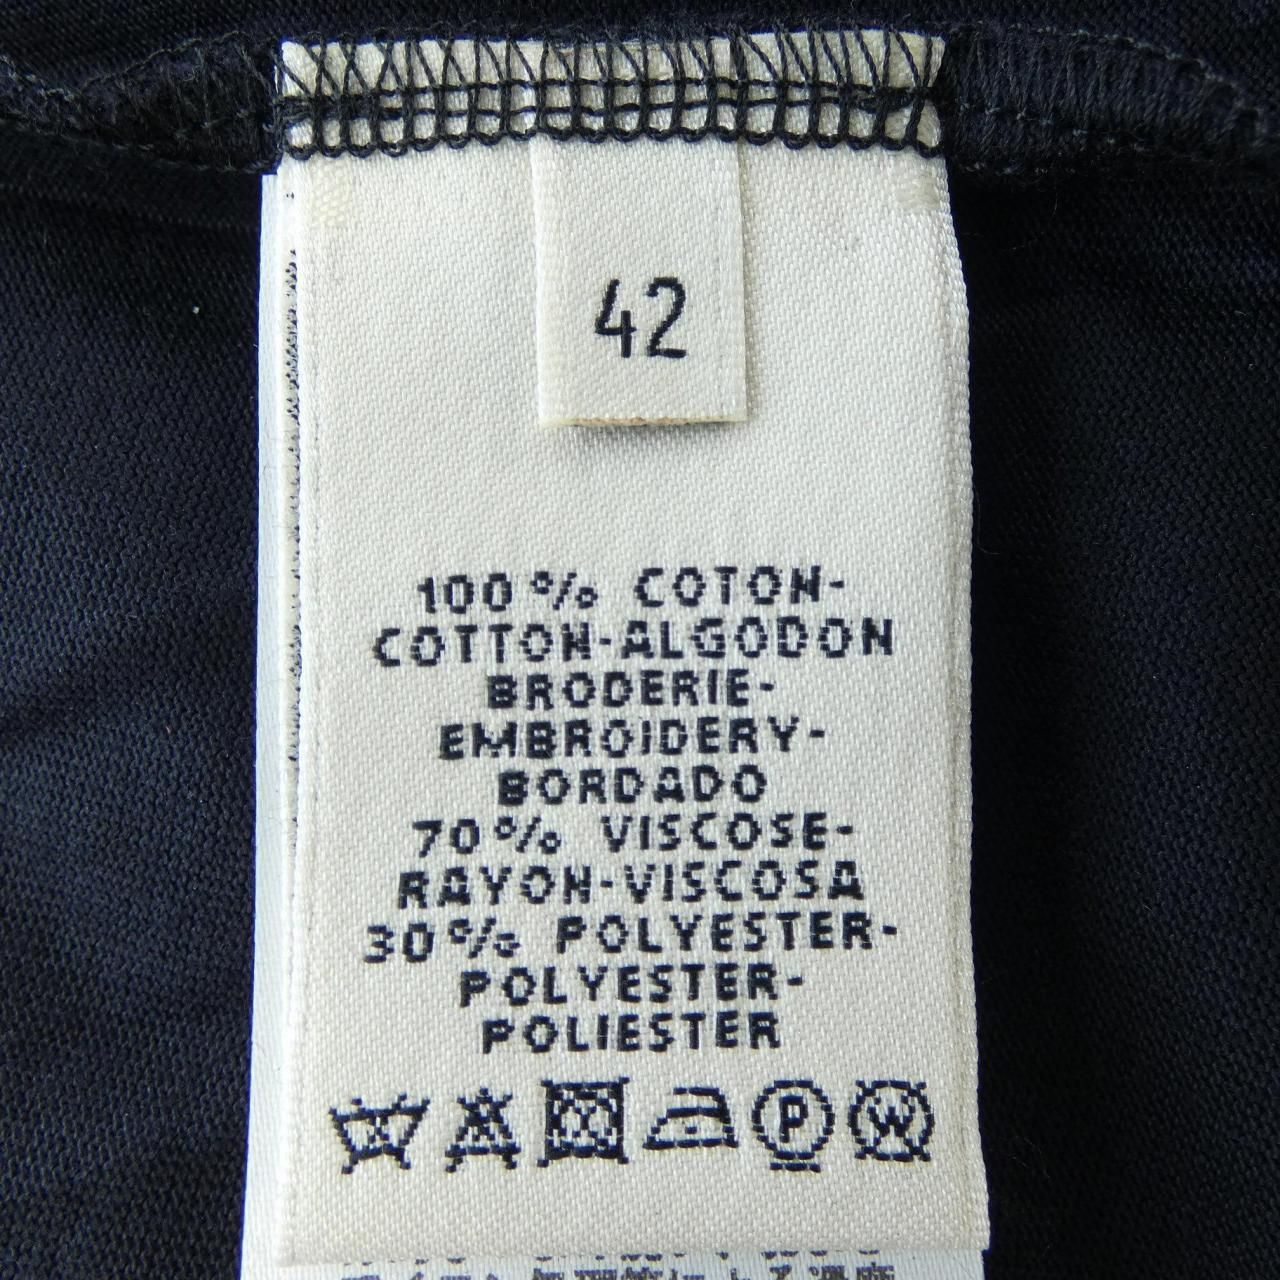 42
100% COTON-
COTTON-ALGODON
BRODERIE-
EMBROIDERY-
BORDADO
70% VISCOSE-
RAYON-VISCOSA
30% POLYESTER-
POLYESTER-
POLIESTER
P W